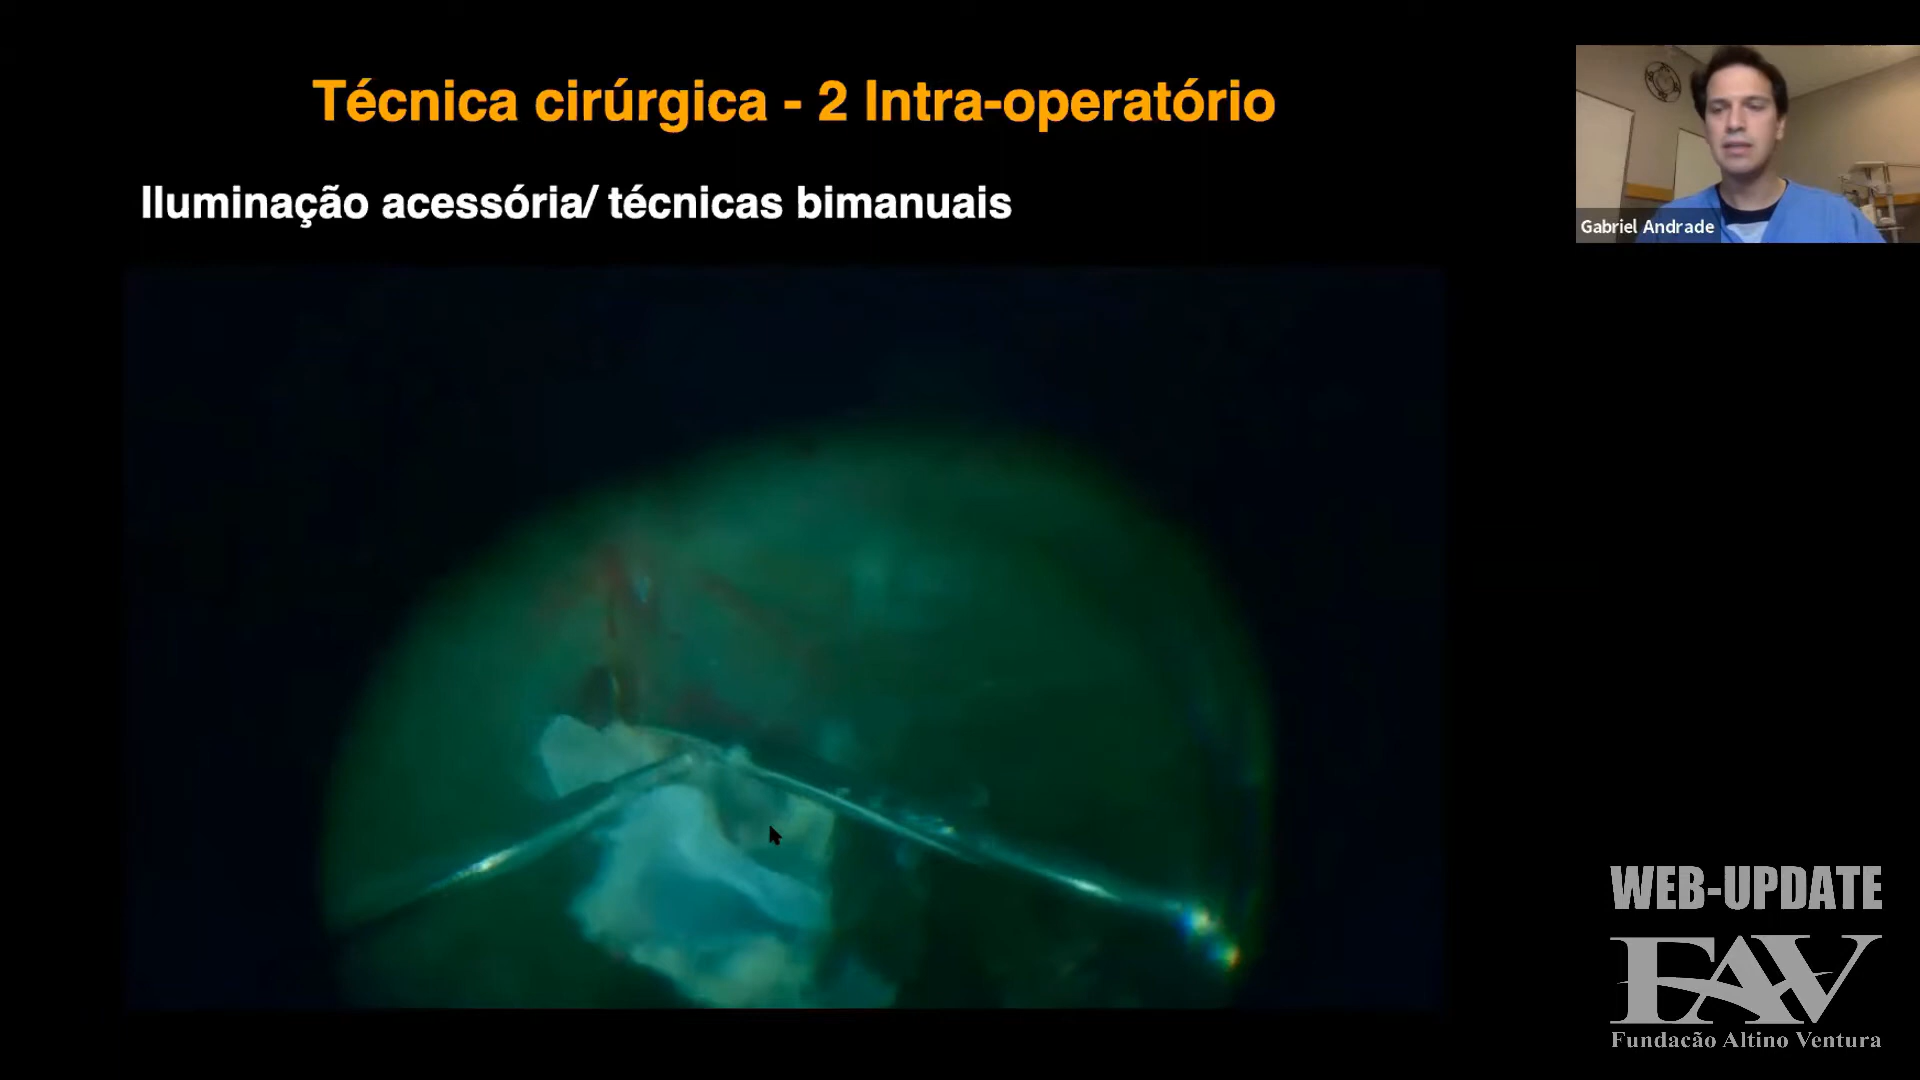 Técnica cirúrgica - 2 Intra-operatório
Iluminação acessória/ técnicas bimanuais
Gabriel Andrade
WEB-UPDATE
FAV
Fundacão Altino Ventura